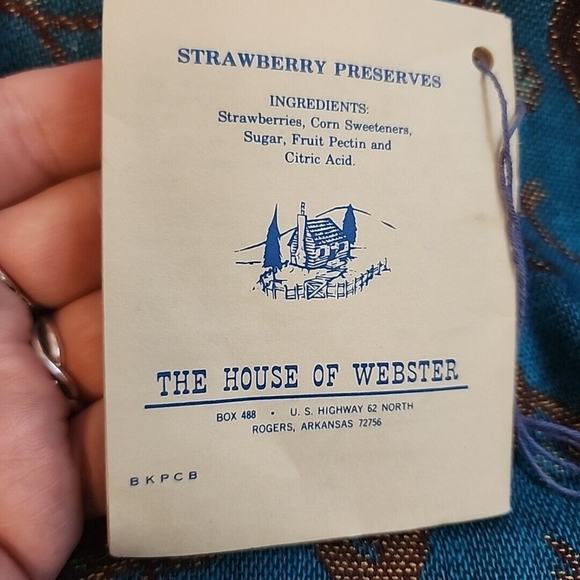 STRAWBERRY PRESERVES
INGREDIENTS:
Strawberries, Corn Sweeteners,
Sugar, Fruit Pectin and
Citric Acid.
THE HOUSE OF WEBSTER
BOX 488 • U. S. HIGHWAY 62 NORTH
ROGERS, ARKANSAS 72756
BKPCB